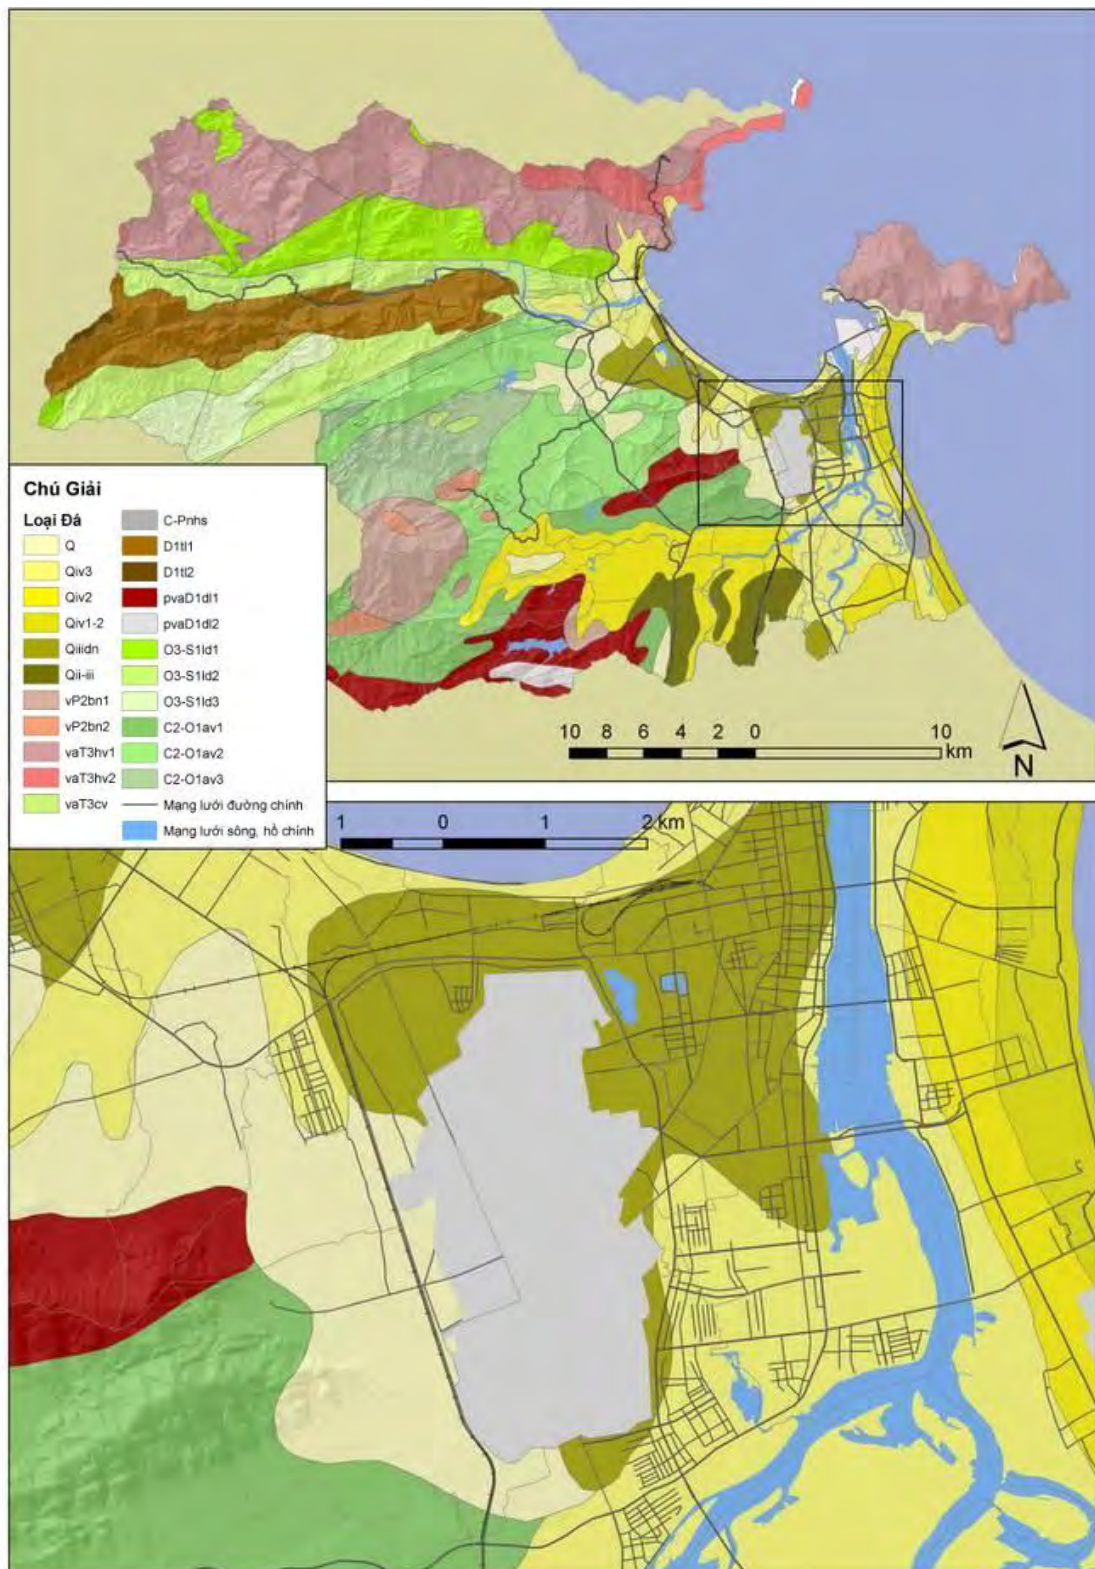 Chú Giải
Loại Đá
Q
Qiv3
Qiv2
Qiv1-2
Qiiidn
Qii-iii
vP2bn1
vP2bn2
vaT3hv1
vaT3hv2
vaT3cv
C-Pnhs
D1tl1
D1tl2
pvaD1dl1
pvaD1dl2
O3-S1ld1
O3-S1ld2
O3-S1ld3
C2-O1av1
C2-O1av2
C2-O1av3
Mạng lưới đường chính
Mạng lưới sông, hồ chính
10 8 6 4 2 0 10
km
N
1 0 1 2 km